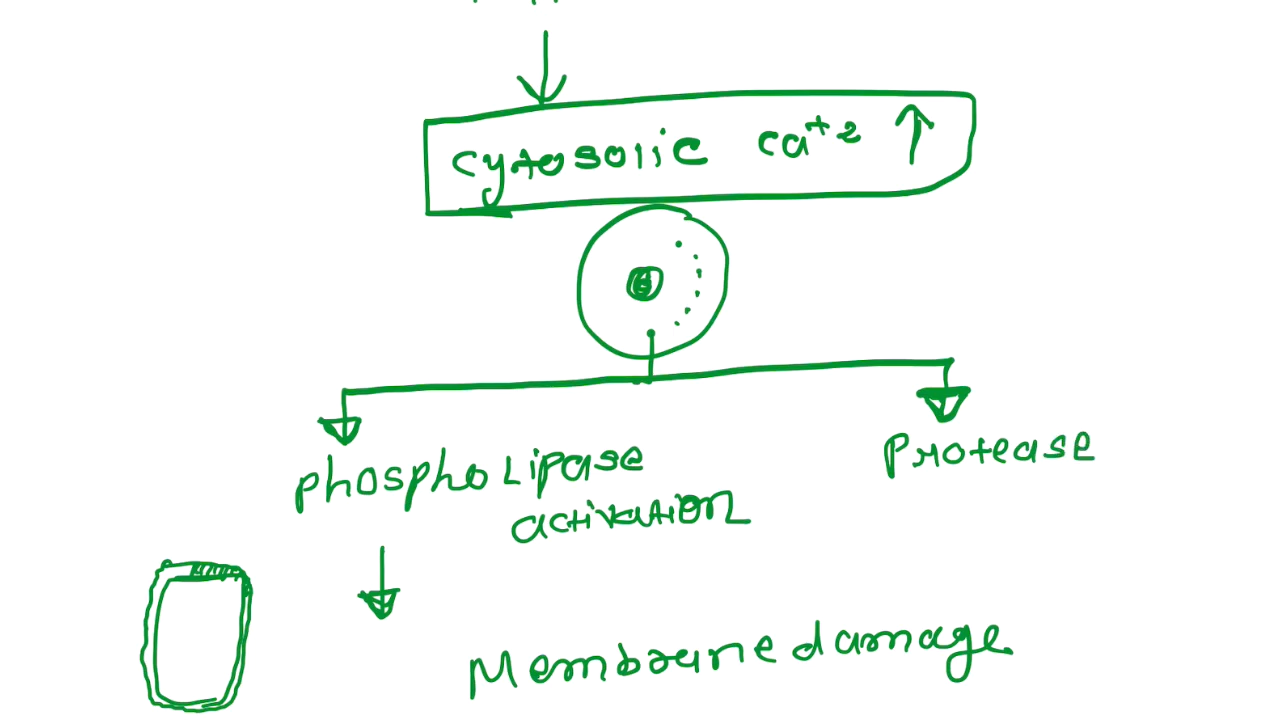 cytosolic ca+2 ↑
phospholipase Protease
activation
Membrane damage